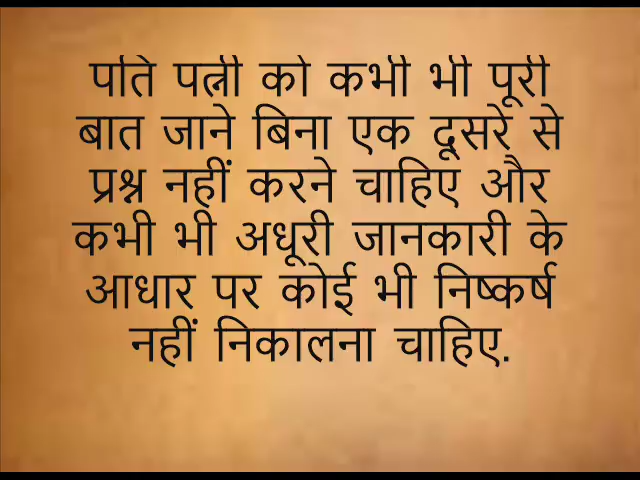 पति पत्नी को कभी भी पूरी
बात जाने बिना एक दूसरे से
प्रश्न नहीं करने चाहिए और
कभी भी अधूरी जानकारी के
आधार पर कोई भी निष्कर्ष
नहीं निकालना चाहिए.